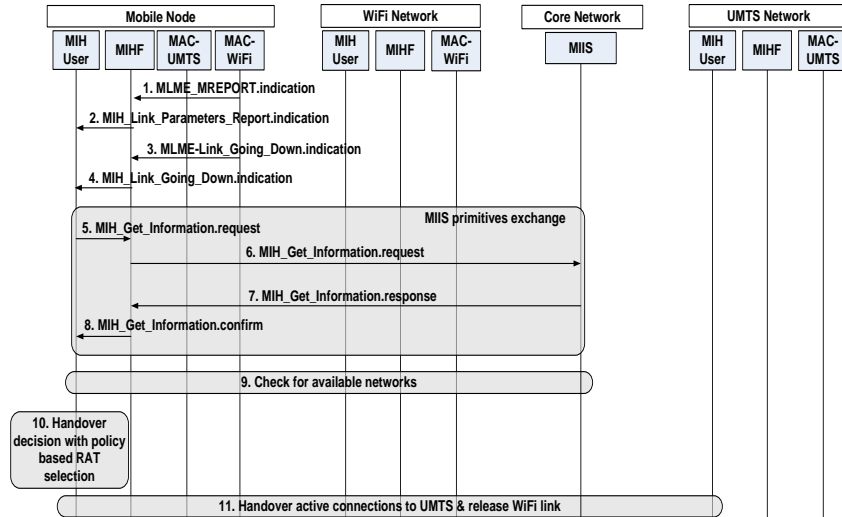 Mobile Node
WiFi Network
Core Network
UMTS Network
MIH
User
MIHF
MAC-
UMTS
MAC-
WiFi
MIH
User
MIHF
MAC-
WiFi
MIIS
MIH
User
MIHF
MAC-
UMTS
1. MLME_MREPORT.indication
2. MIH_Link_Parameters_Report.indication
3. MLME-Link_Going_Down.indication
4. MIH_Link_Going_Down.indication
MIIS primitives exchange
5. MIH_Get_Information.request
6. MIH_Get_Information.request
7. MIH_Get_Information.response
8. MIH_Get_Information.confirm
9. Check for available networks
10. Handover
decision with policy
based RAT
selection
11. Handover active connections to UMTS & release WiFi link